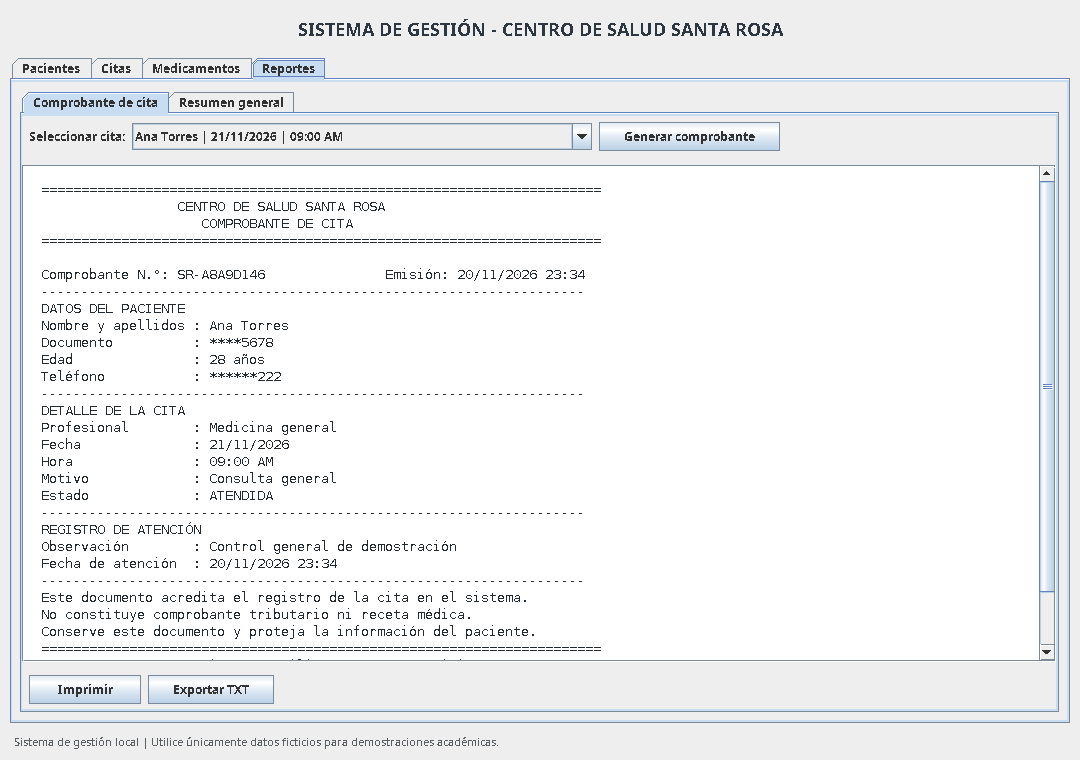 SISTEMA DE GESTIÓN - CENTRO DE SALUD SANTA ROSA
Pacientes Citas Medicamentos Reportes
Comprobante de cita Resumen general
Seleccionar cita: Ana Torres | 21/11/2026 | 09:00 AM Generar comprobante
======================================================================
CENTRO DE SALUD SANTA ROSA
COMPROBANTE DE CITA
======================================================================
Comprobante N.°: SR-A8A9D146 Emisión: 20/11/2026 23:34
--------------------------------------------------------------------
DATOS DEL PACIENTE
Nombre y apellidos : Ana Torres
Documento : ****5678
Edad : 28 años
Teléfono : ******222
--------------------------------------------------------------------
DETALLE DE LA CITA
Profesional : Medicina general
Fecha : 21/11/2026
Hora : 09:00 AM
Motivo : Consulta general
Estado : ATENDIDA
--------------------------------------------------------------------
REGISTRO DE ATENCIÓN
Observación : Control general de demostración
Fecha de atención : 20/11/2026 23:34
--------------------------------------------------------------------
Este documento acredita el registro de la cita en el sistema.
No constituye comprobante tributario ni receta médica.
Conserve este documento y proteja la información del paciente.
======================================================================
Imprimir Exportar TXT
Sistema de gestión local | Utilice únicamente datos ficticios para demostraciones académicas.